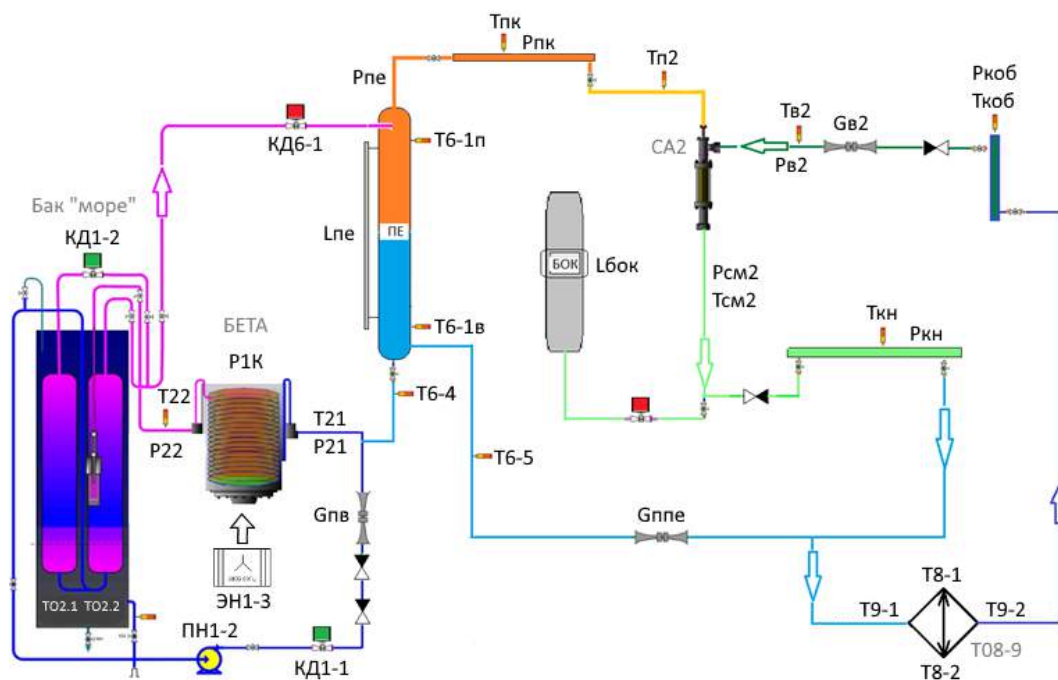 Тпк
Рпк
Тп2
Рпе
Ркоб
Ткоб
Тв2
Gв2
КД6-1
Т6-1п
СА2
Рв2
Бак "море"
КД1-2
Lпе
ПЕ
БОК
Lбок
Рсм2
Тсм2
БЕТА
Р1К
Т6-1в
Ткн
Ркн
Т22
Т6-4
Т21
Р22
Р21
Т6-5
Gпв
Gппе
ЭН1-3
Т8-1
ТО2.1
ТО2.2
Т9-1
Т9-2
ПН1-2
Т08-9
КД1-1
Т8-2